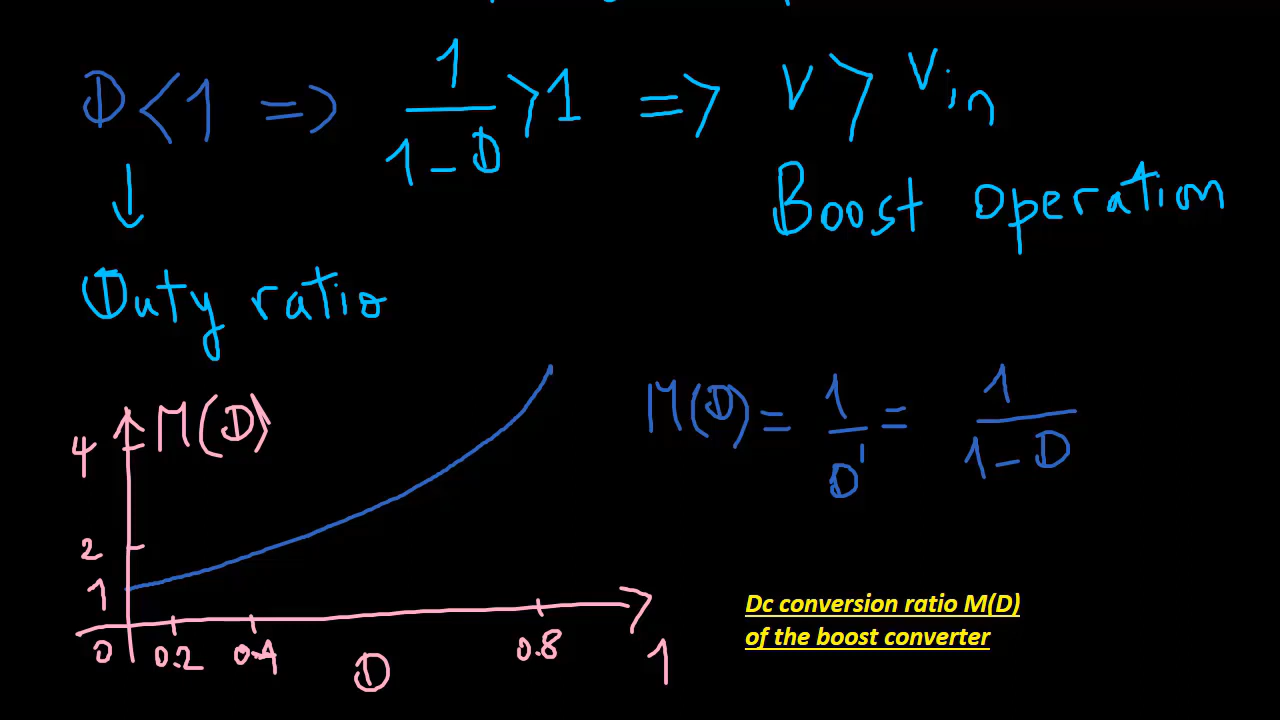 D < 1 => 1/(1-D) > 1 => V > Vin
↓ Boost operation
Duty ratio
M(D)
M(D) = 1/D' = 1/(1-D)
4
2
1
0 0.2 0.4 0.8 1
D
Dc conversion ratio M(D)
of the boost converter